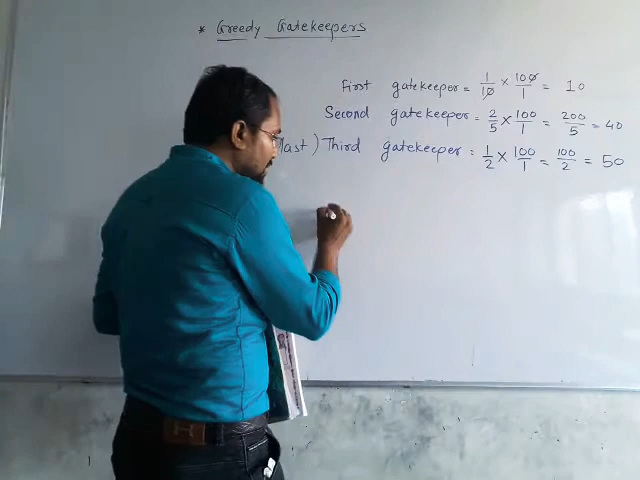 * Greedy Gatekeepers
First gatekeeper = 1/10 × 100/1 = 10
Second gatekeeper = 2/5 × 100/1 = 200/5 = 40
last) Third gatekeeper = 1/2 × 100/1 = 100/2 = 50